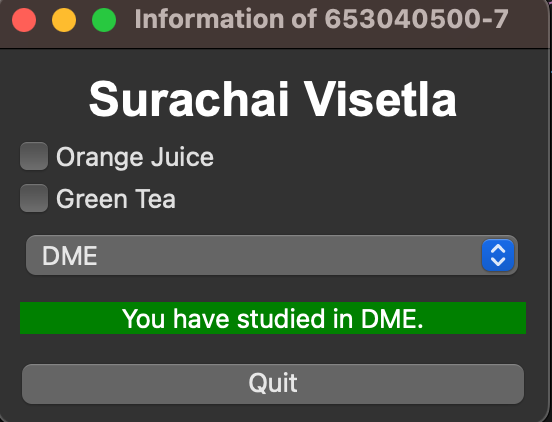 Information of 653040500-7
Surachai Visetla
Orange Juice
Green Tea
DME
You have studied in DME.
Quit